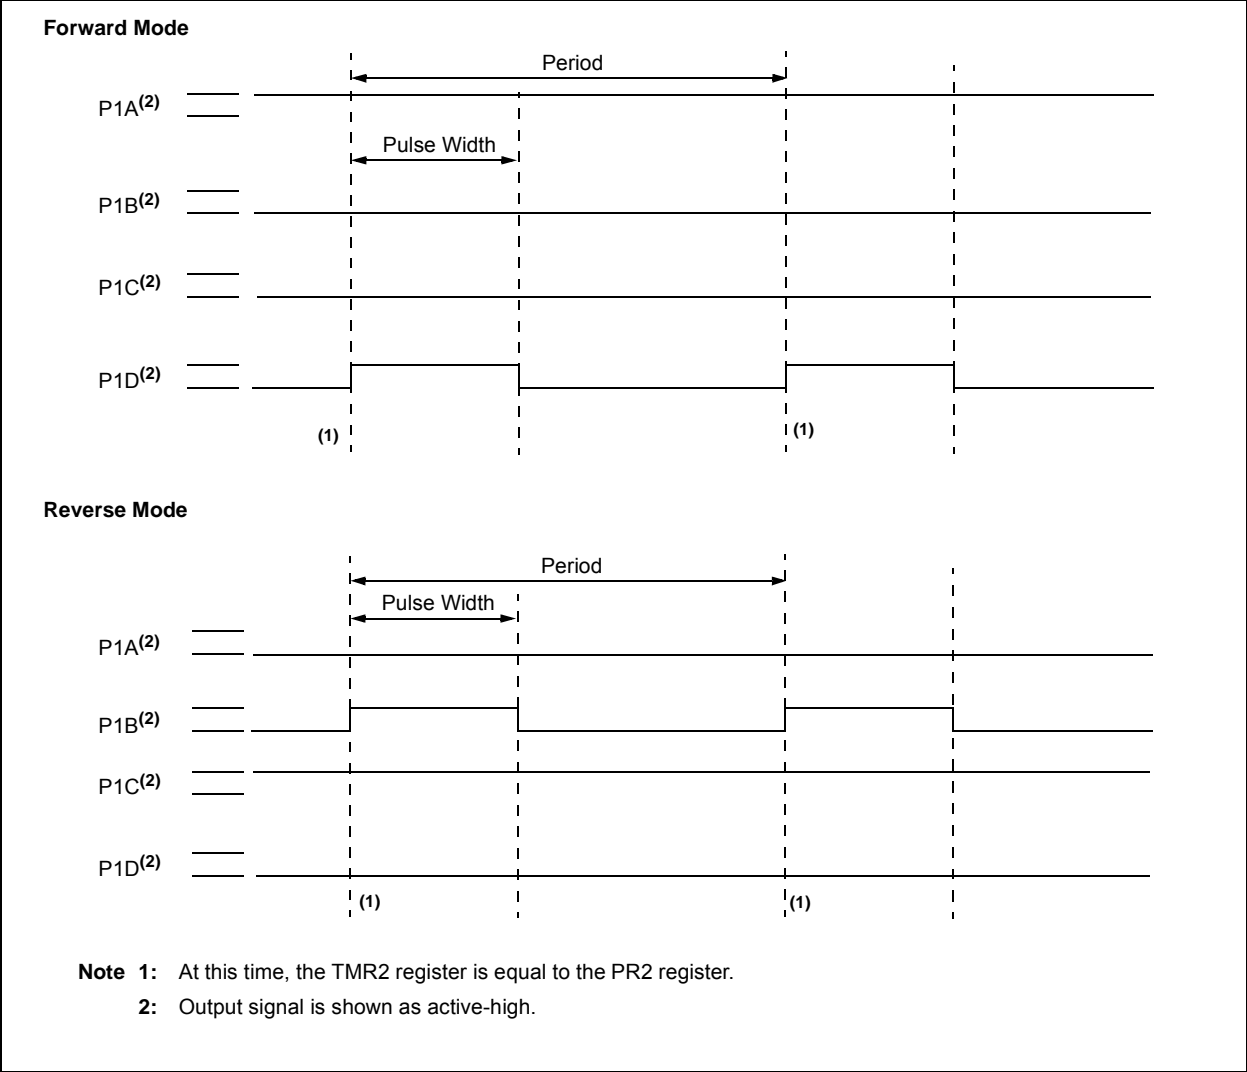 Forward Mode
Period
P1A(2)
Pulse Width
P1B(2)
P1C(2)
P1D(2)
(1) (1)
Reverse Mode
Period
Pulse Width
P1A(2)
P1B(2)
P1C(2)
P1D(2)
(1) (1)
Note 1: At this time, the TMR2 register is equal to the PR2 register.
2: Output signal is shown as active-high.